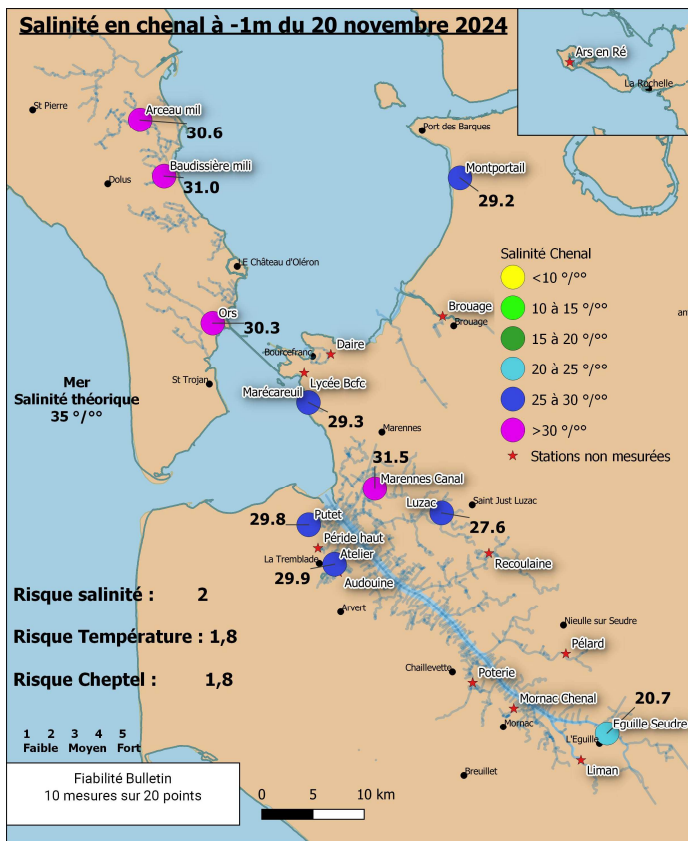 Salinité en chenal à -1m du 20 novembre 2024
Ars en Ré
La Rochelle
St Pierre
Arceau mil
30.6
Port des Barques
Baudissière mili
31.0
Dolus
Montportail
29.2
Salinité Chenal
<10 °/°°
10 à 15 °/°°
15 à 20 °/°°
20 à 25 °/°°
25 à 30 °/°°
>30 °/°°
Stations non mesurées
LE Château d'Oléron
Ors
30.3
Brouage
Brouage
an
Daire
Bourcefranc
Lycée Bcfc
Mer
Salinité théorique
35 °/°°
St Trojan
Marécareuil
29.3
Marennes
31.5
Marennes Canal
Luzac
Saint Just Luzac
27.6
29.8
Putet
Péride haut
La Tremblade
Atelier
29.9
Audouine
Recoulaine
Arvert
Risque salinité : 2
Risque Température : 1,8
Risque Cheptel : 1,8
Nieulle sur Seudre
Pélard
Chaillevette
Poterie
Mornac Chenal
Mornac
20.7
Eguille Seudre
L'Eguille
Liman
Breuillet
1 2 3 4 5
Faible Moyen Fort
Fiabilité Bulletin
10 mesures sur 20 points
0 5 10 km